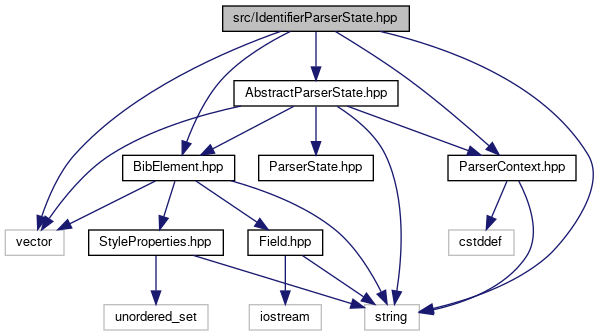 src/IdentifierParserState.hpp
AbstractParserState.hpp
BibElement.hpp
ParserState.hpp
ParserContext.hpp
vector
StyleProperties.hpp
Field.hpp
cstddef
unordered_set
iostream
string